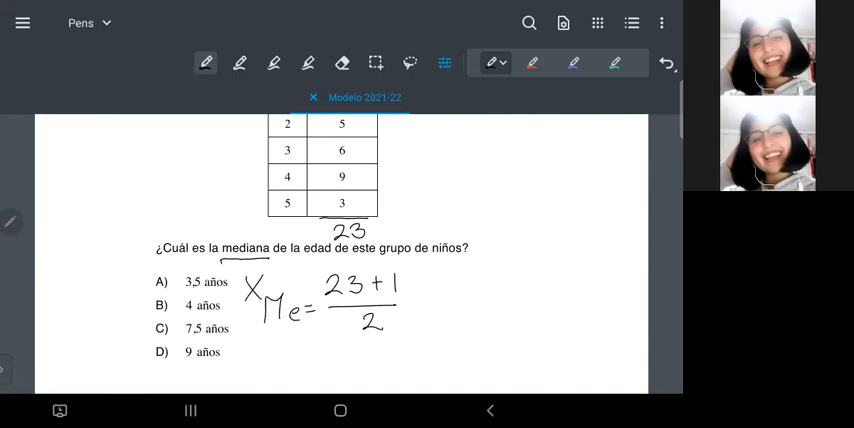 Pens
Modelo 2021-22
2 5
3 6
4 9
5 3
23
¿Cuál es la mediana de la edad de este grupo de niños?
A) 3,5 años
B) 4 años
C) 7,5 años
D) 9 años
X Me = 23 + 1
2